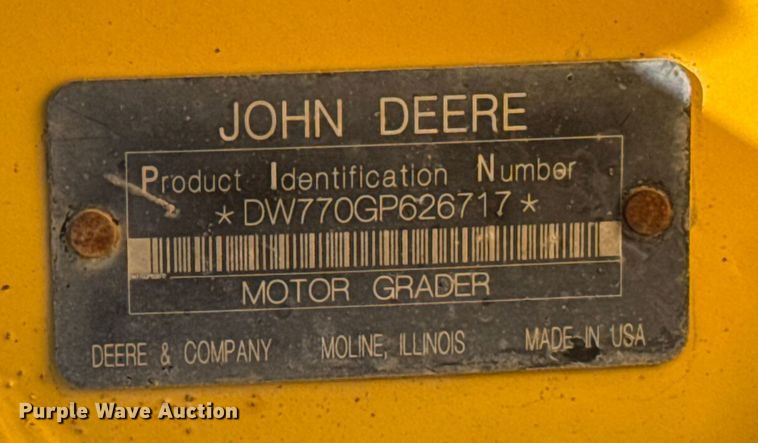 JOHN DEERE
Product Identification Number
*DW770GP626717*
MOTOR GRADER
DEERE & COMPANY MOLINE, ILLINOIS MADE IN USA
Purple Wave Auction